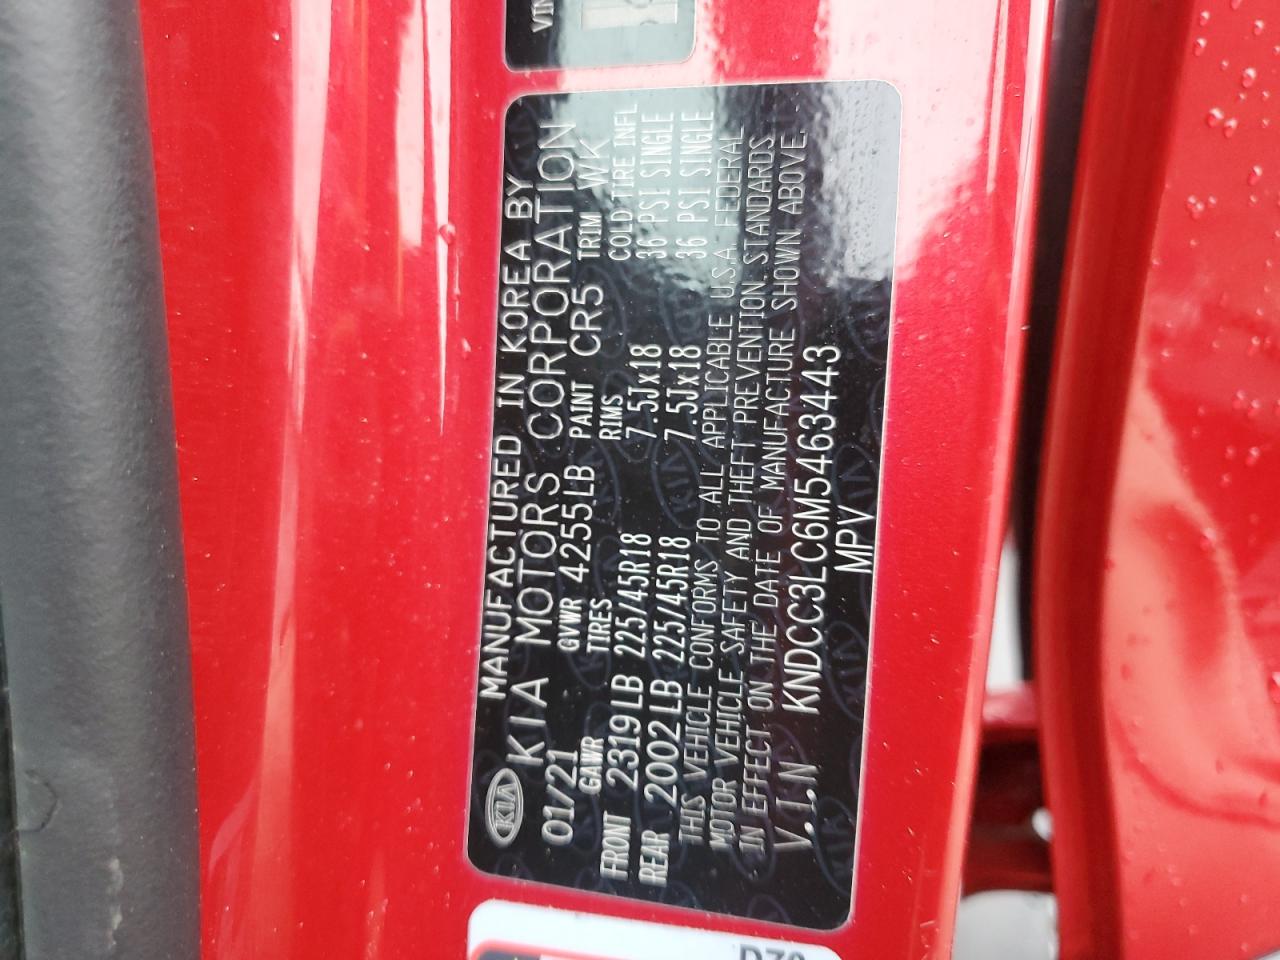 VIN
KIA
MANUFACTURED IN KOREA BY
KIA MOTORS CORPORATION
01/21 GVWR 4255LB PAINT CR5 TRIM WK
GAWR TIRES RIMS COLD TIRE INFL
FRONT 2319LB 225/45R18 7.5Jx18 36 PSI SINGLE
REAR 2002LB 225/45R18 7.5Jx18 36 PSI SINGLE
THIS VEHICLE CONFORMS TO ALL APPLICABLE U.S.A. FEDERAL
MOTOR VEHICLE SAFETY AND THEFT PREVENTION STANDARDS
IN EFFECT ON THE DATE OF MANUFACTURE SHOWN ABOVE.
V.I.N KNDCC3LC6M5463443
MPV